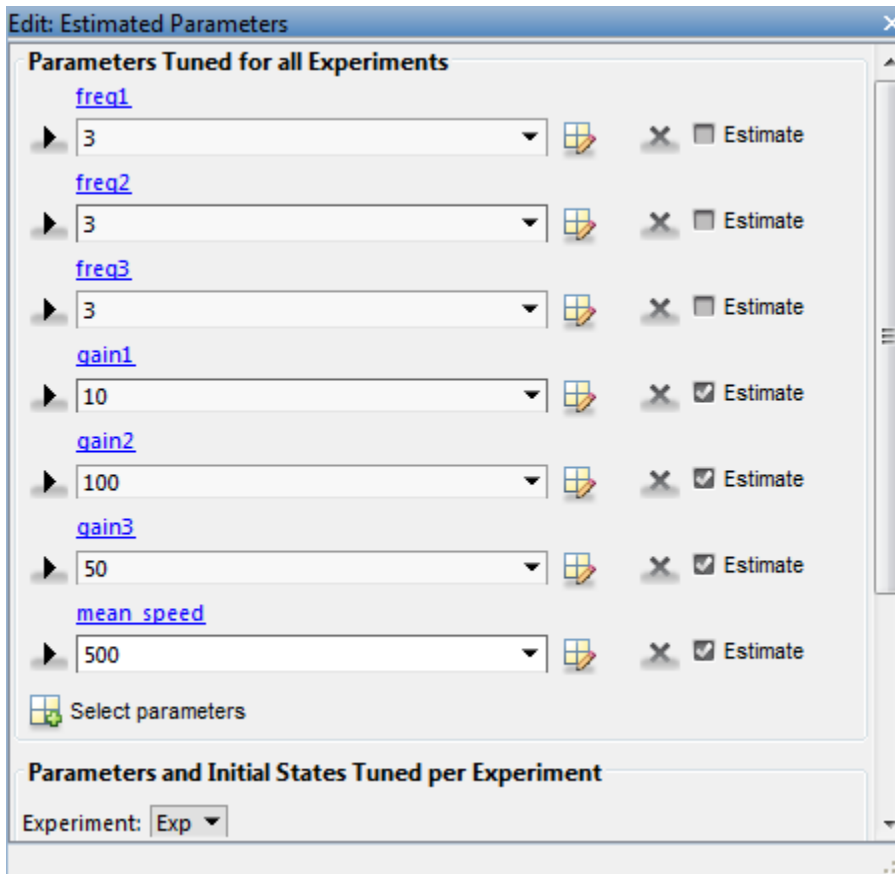 Edit: Estimated Parameters
Parameters Tuned for all Experiments
freq1
3 Estimate
freq2
3 Estimate
freq3
3 Estimate
gain1
10 Estimate
gain2
100 Estimate
gain3
50 Estimate
mean_speed
500 Estimate
Select parameters
Parameters and Initial States Tuned per Experiment
Experiment: Exp